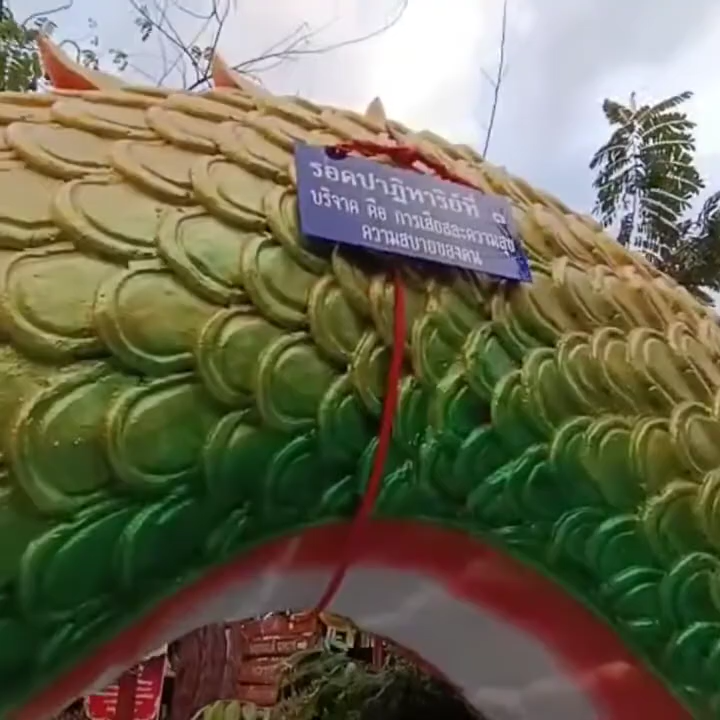 รอดปาฏิหาริย์ที่ ๑
บริจาค คือ การเสียสละความสุข
ความสบายของตน